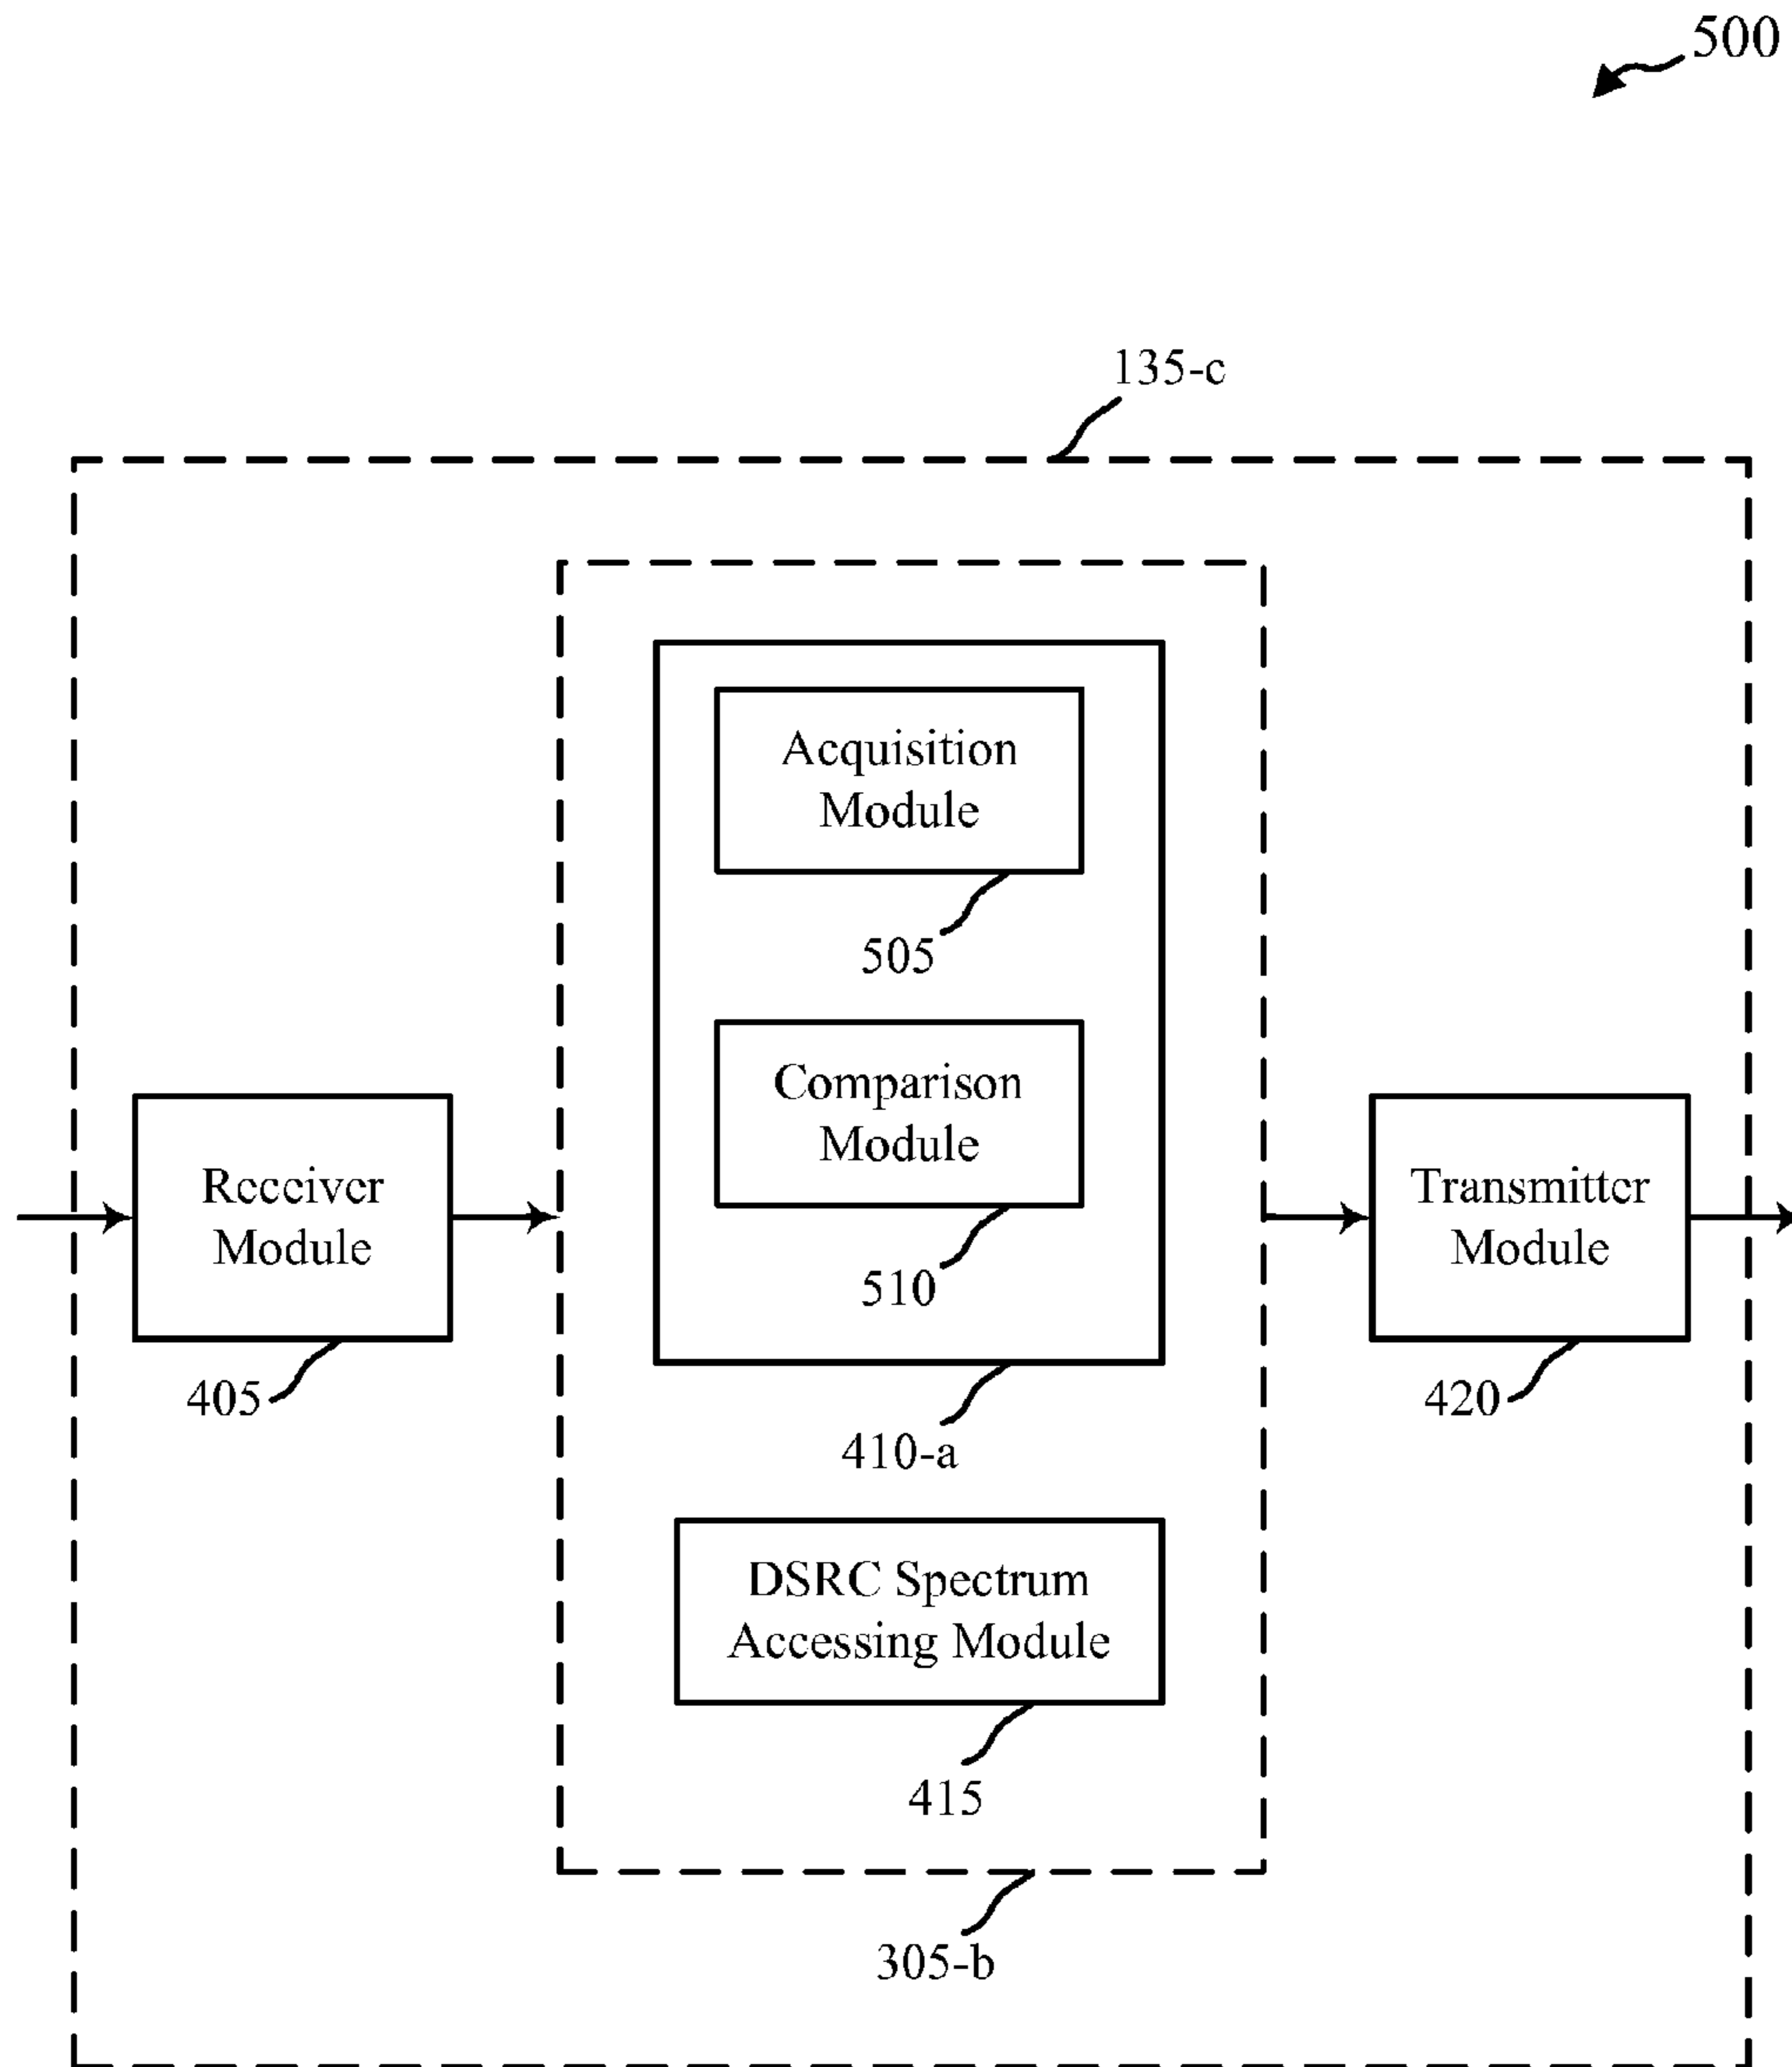 500
135-c
Acquisition
Module
505
Comparison
Module
510
Receiver
Module
405
Transmitter
Module
420
410-a
DSRC Spectrum
Accessing Module
415
305-b